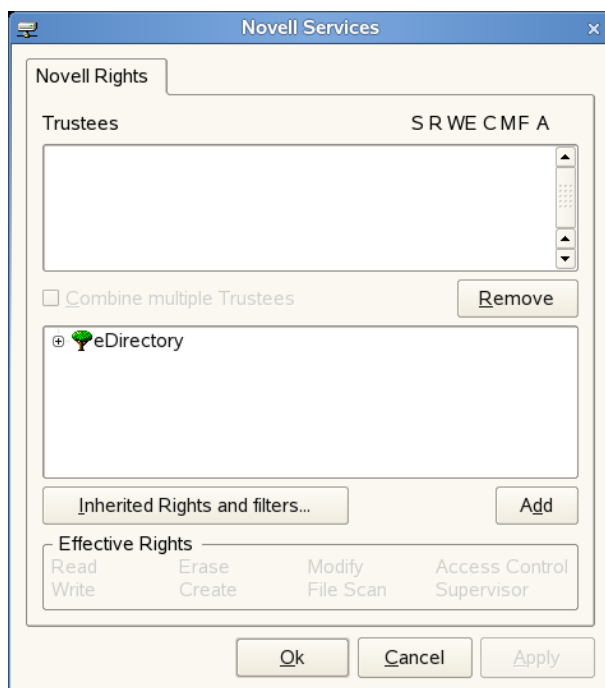 Novell Services
Novell Rights
Trustees S R W E C M F A
Combine multiple Trustees
Remove
eDirectory
Inherited Rights and filters...
Add
Effective Rights
Read Erase Modify Access Control
Write Create File Scan Supervisor
Ok Cancel Apply